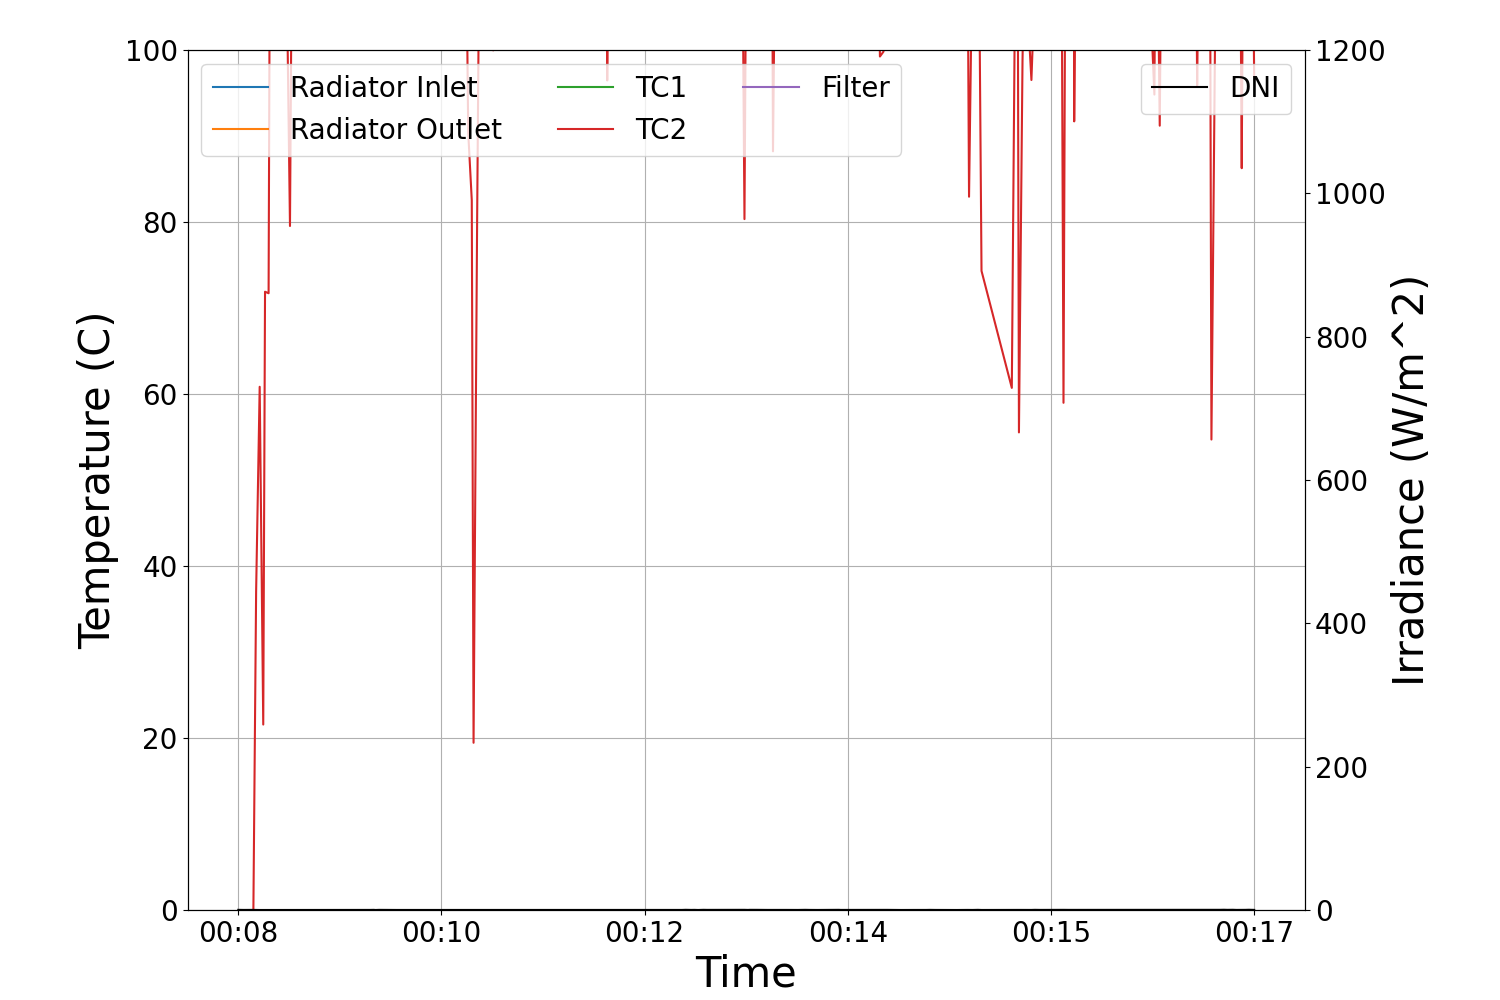 100
80
60
40
20
0
Temperature (C)
Radiator Inlet
Radiator Outlet
TC1
TC2
Filter
DNI
1200
1000
800
600
400
200
0
Irradiance (W/m^2)
00:08 00:10 00:12 00:14 00:15 00:17
Time